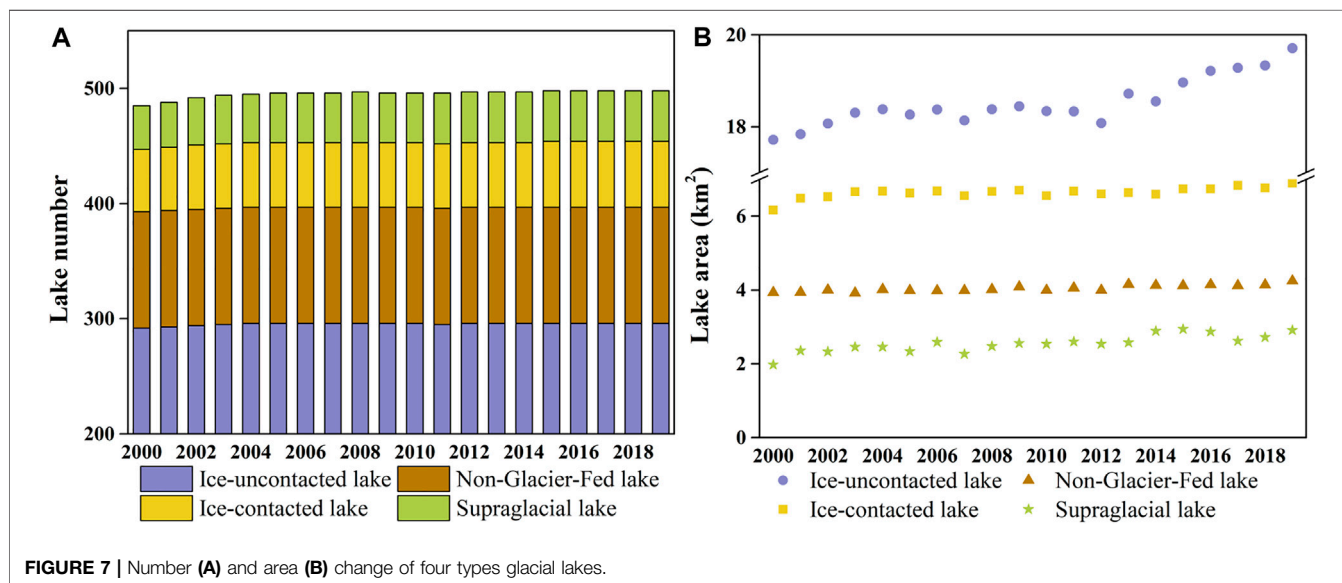 A
Lake number
500
400
300
200
2000 2002 2004 2006 2008 2010 2012 2014 2016 2018
Ice-uncontacted lake Non-Glacier-Fed lake
Ice-contacted lake Supraglacial lake
B
Lake area (km²)
20
18
6
4
2
0
2000 2002 2004 2006 2008 2010 2012 2014 2016 2018
Ice-uncontacted lake Non-Glacier-Fed lake
Ice-contacted lake Supraglacial lake
FIGURE 7 | Number (A) and area (B) change of four types glacial lakes.